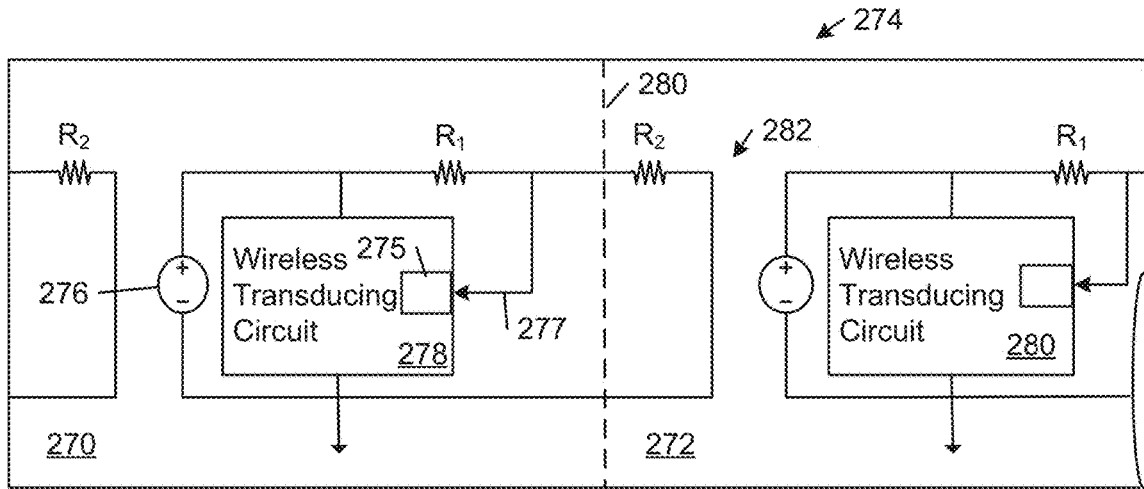 274
280
R₂
R₁
R₂
282
R₁
276
+
−
Wireless
Transducing
Circuit
275
277
278
+
−
Wireless
Transducing
Circuit
280
270
272